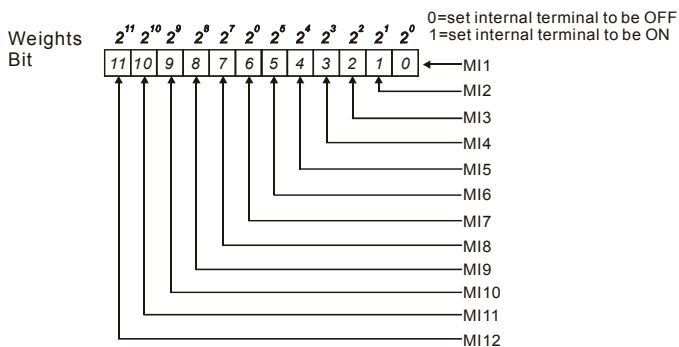 0=set internal terminal to be OFF
1=set internal terminal to be ON
Weights 2¹¹ 2¹⁰ 2⁹ 2⁸ 2⁷ 2⁰ 2⁵ 2⁴ 2³ 2² 2¹ 2⁰
Bit 11 10 9 8 7 6 5 4 3 2 1 0 MI1
MI2
MI3
MI4
MI5
MI6
MI7
MI8
MI9
MI10
MI11
MI12